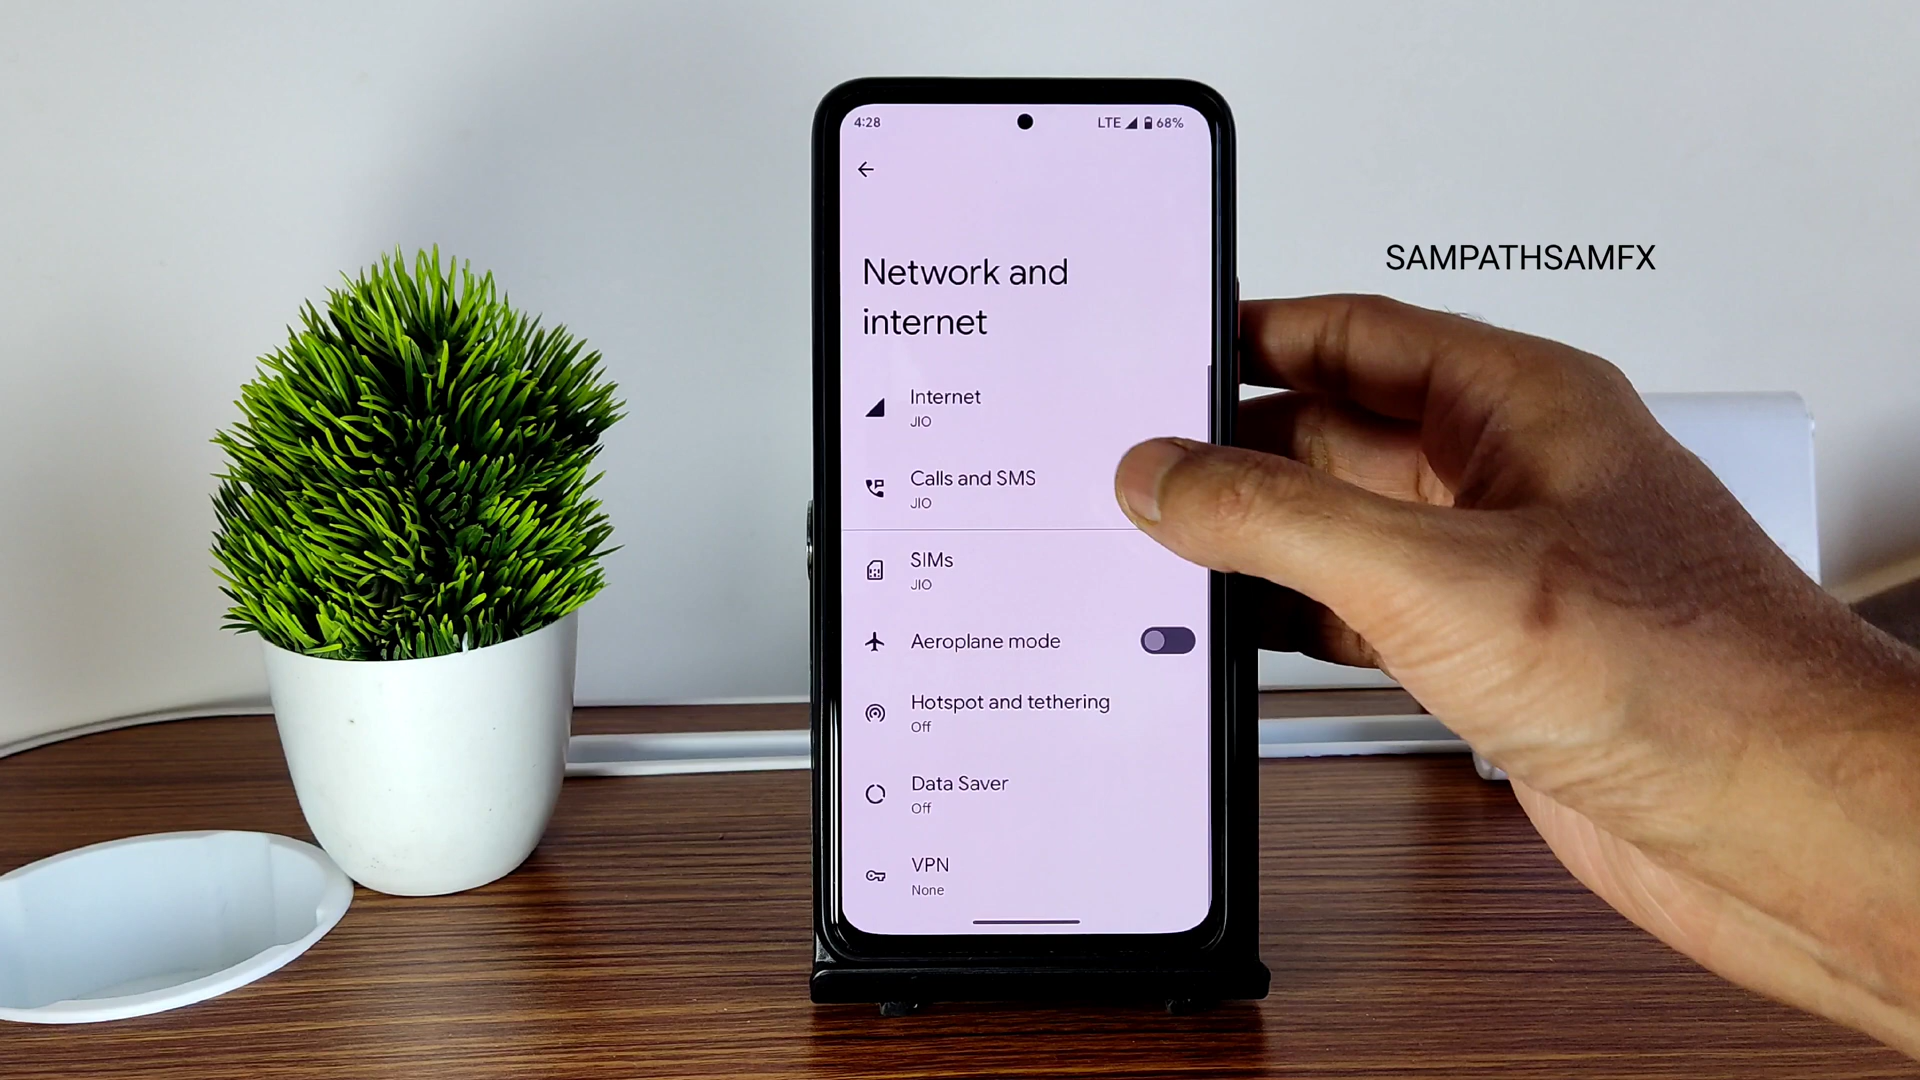 4:28
LTE 68%
Network and
internet
Internet
JIO
Calls and SMS
JIO
SIMs
JIO
Aeroplane mode
Hotspot and tethering
Off
Data Saver
Off
VPN
None
SAMPATHSAMFX